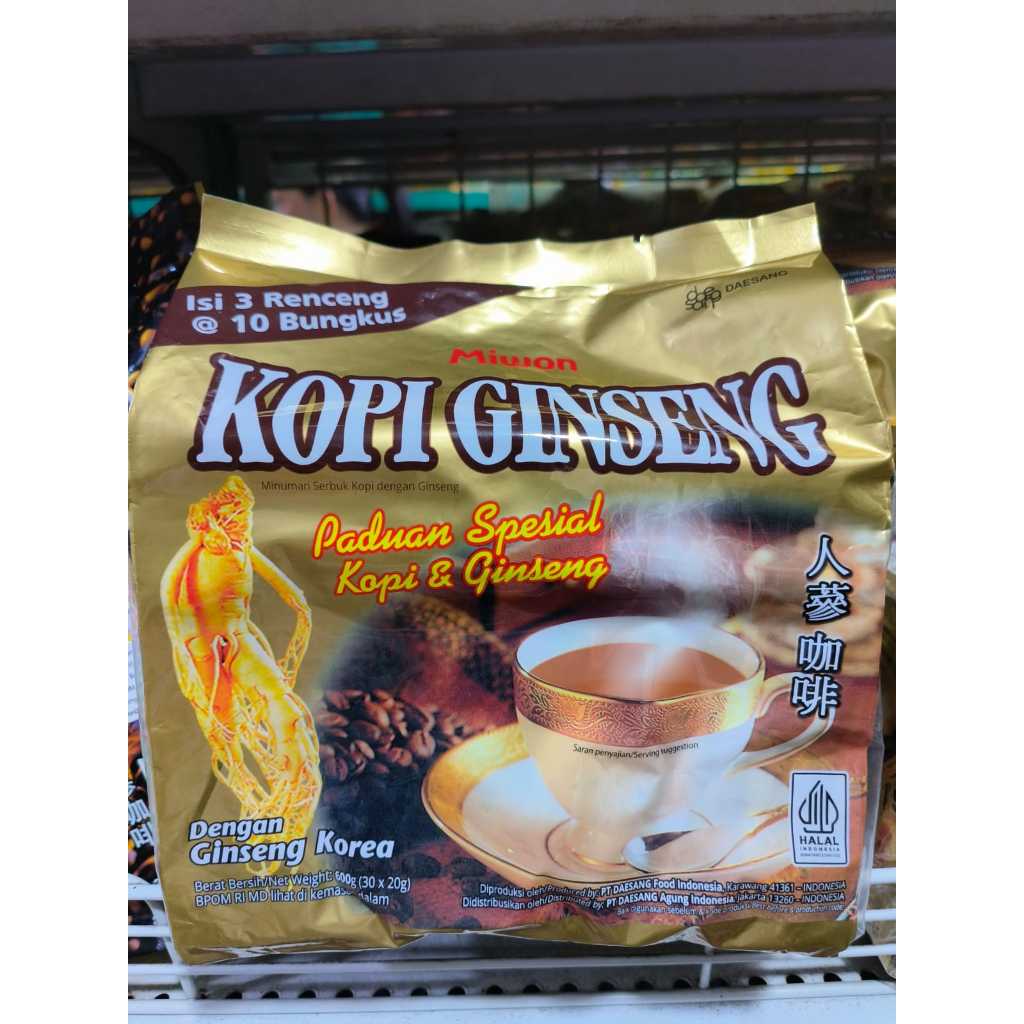 Isi 3 Renceng
@ 10 Bungkus
DAESANG
Miwon
KOPI GINSENG
Minuman Serbuk Kopi dengan Ginseng
Paduan Spesial
Kopi & Ginseng
人蔘咖啡
Saran penyajian/Serving suggestion
HALAL
INDONESIA
Dengan
Ginseng Korea
Berat Bersih/Net Weight: 600g (30 x 20g)
BPOM RI MD lihat di kemasan dalam
Diproduksi oleh/Produced by: PT DAESANG Food Indonesia, Karawang 41361 - INDONESIA
Didistribusikan oleh/Distributed by: PT DAESANG Agung Indonesia, Jakarta 13260 - INDONESIA
Baik digunakan sebelum &